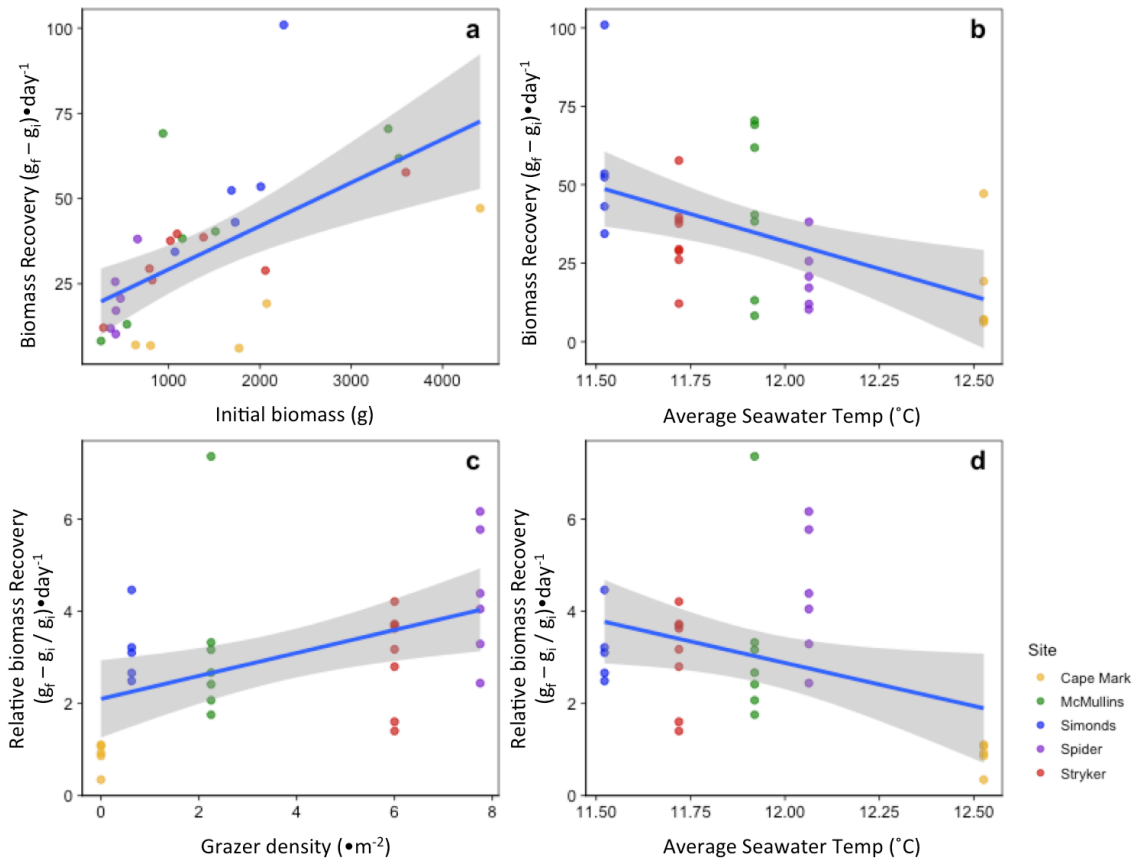 a
100
75
50
25
Biomass Recovery (gf – gi)•day-1
1000 2000 3000 4000
Initial biomass (g)
b
100
75
50
25
0
Biomass Recovery (gf – gi)•day-1
11.50 11.75 12.00 12.25 12.50
Average Seawater Temp (˚C)
c
6
4
2
0
Relative biomass Recovery
(gf – gi / gi)•day-1
0 2 4 6 8
Grazer density (•m-2)
d
6
4
2
0
Relative biomass Recovery
(gf – gi / gi)•day-1
11.50 11.75 12.00 12.25 12.50
Average Seawater Temp (˚C)
Site
Cape Mark
McMullins
Simonds
Spider
Stryker